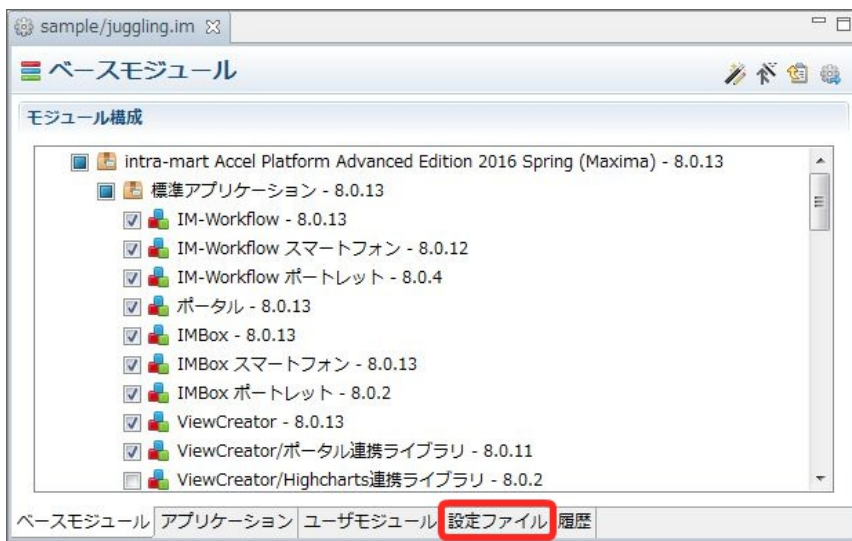 sample/juggling.im
ベースモジュール
モジュール構成
intra-mart Accel Platform Advanced Edition 2016 Spring (Maxima) - 8.0.13
標準アプリケーション - 8.0.13
IM-Workflow - 8.0.13
IM-Workflow スマートフォン - 8.0.12
IM-Workflow ポートレット - 8.0.4
ポータル - 8.0.13
IMBox - 8.0.13
IMBox スマートフォン - 8.0.13
IMBox ポートレット - 8.0.2
ViewCreator - 8.0.13
ViewCreator/ポータル連携ライブラリ - 8.0.11
ViewCreator/Highcharts連携ライブラリ - 8.0.2
ベースモジュール アプリケーション ユーザモジュール 設定ファイル 履歴